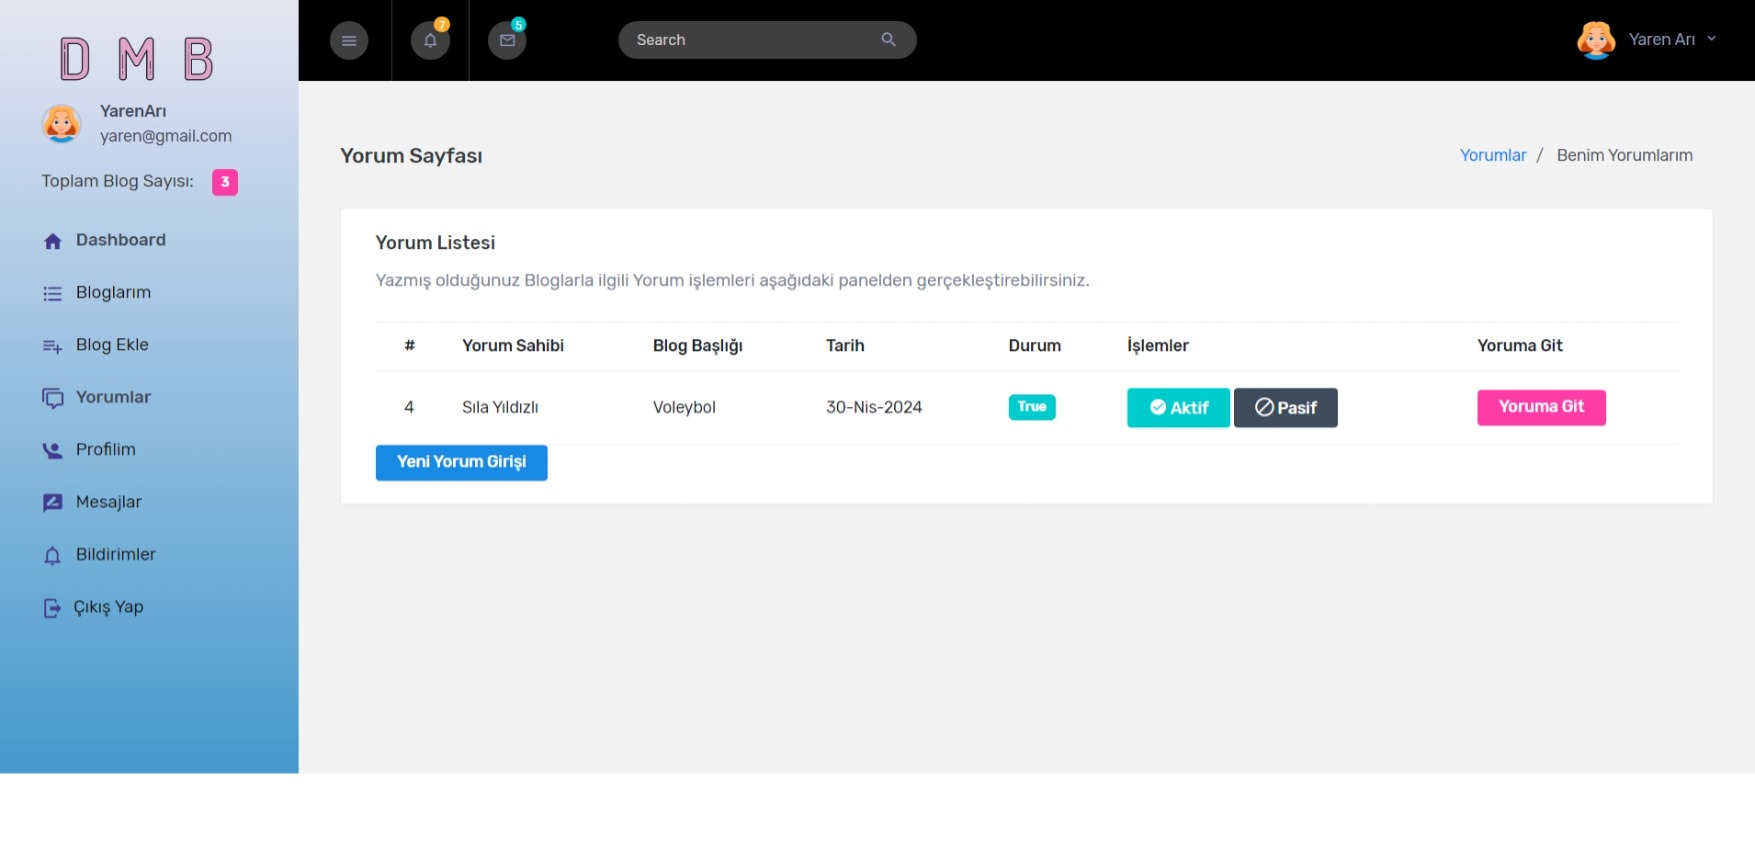 D M B
YarenArı
yaren@gmail.com
Toplam Blog Sayısı: 3
Dashboard
Bloglarım
Blog Ekle
Yorumlar
Profilim
Mesajlar
Bildirimler
Çıkış Yap
7
5
Search
Yaren Arı
Yorum Sayfası
Yorumlar / Benim Yorumlarım
Yorum Listesi
Yazmış olduğunuz Bloglarla ilgili Yorum işlemleri aşağıdaki panelden gerçekleştirebilirsiniz.
# Yorum Sahibi Blog Başlığı Tarih Durum İşlemler Yoruma Git
4 Sıla Yıldızlı Voleybol 30-Nis-2024 True Aktif Pasif Yoruma Git
Yeni Yorum Girişi